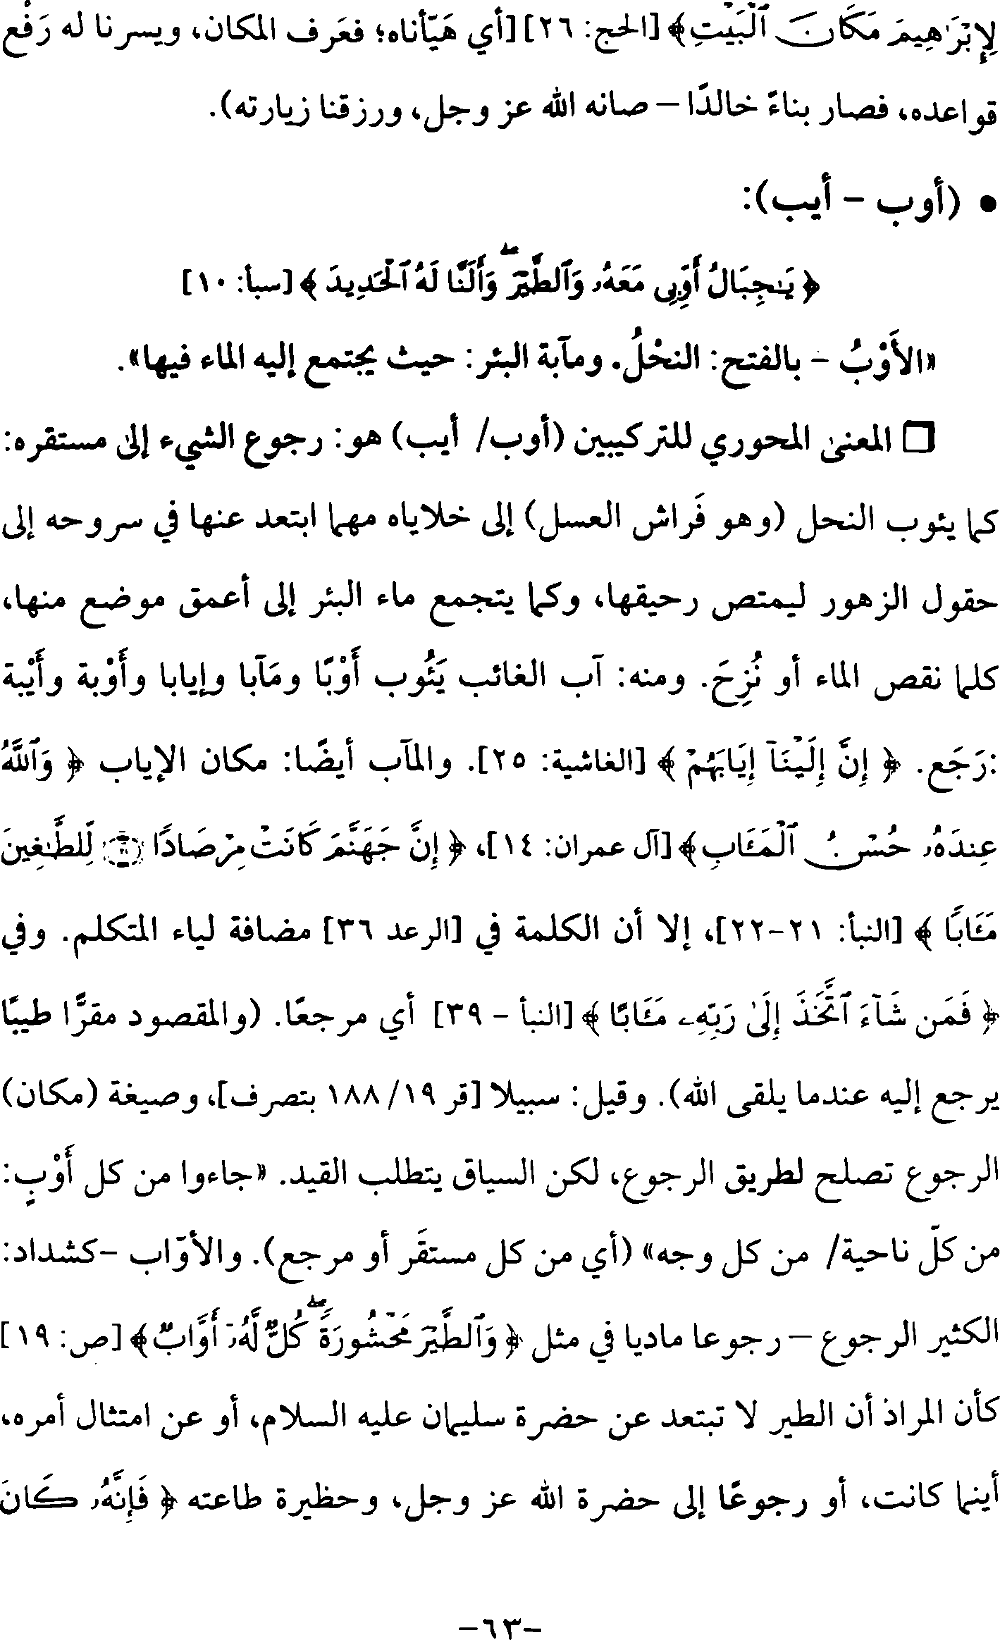 لِإِبْرَٰهِيمَ مَكَانَ ٱلْبَيْتِ﴾ [الحج: ٢٦] [أي هَيّأناه؛ فعَرف المكان، ويسرنا له رَفْع
قواعده، فصار بناءً خالدًا – صانه الله عز وجل، ورزقنا زيارته).
• (أوب – أيب):
﴿ يَٰجِبَالُ أَوِّبِى مَعَهُۥ وَٱلطَّيْرَ ۖ وَأَلَنَّا لَهُ ٱلْحَدِيدَ ﴾ [سبأ: ١٠]
«الأَوْبُ – بالفتح: النحْلُ. ومآبة البئر: حيث يجتمع إليه الماء فيها».
❏ المعنى المحوري للتركيبين (أوب/ أيب) هو: رجوع الشيء إلى مستقره:
كما يئوب النحل (وهو فَراش العسل) إلى خلاياه مهما ابتعد عنها في سروحه إلى
حقول الزهور ليمتص رحيقها، وكما يتجمع ماء البئر إلى أعمق موضع منها،
كلما نقص الماء أو نُزِحَ. ومنه: آب الغائب يَئُوب أَوْبًا ومَآبا وإيابا وأَوْبة وأَيْبة
:رَجَع. ﴿ إِنَّ إِلَيْنَآ إِيَابَهُمْ ﴾ [الغاشية: ٢٥]. والمآب أيضًا: مكان الإياب ﴿ وَٱللَّهُ
عِندَهُۥ حُسْنُ ٱلْمَـَٔابِ﴾ [آل عمران: ١٤]، ﴿ إِنَّ جَهَنَّمَ كَانَتْ مِرْصَادًا ۝٢١ لِّلطَّٰغِينَ
مَـَٔابًا ﴾ [النبأ: ٢١-٢٢]، إلا أن الكلمة في [الرعد ٣٦] مضافة لياء المتكلم. وفي
﴿ فَمَن شَآءَ ٱتَّخَذَ إِلَىٰ رَبِّهِۦ مَـَٔابًا ﴾ [النبأ – ٣٩] أي مرجعًا. (والمقصود مقرًّا طيبًا
يرجع إليه عندما يلقى الله). وقيل: سبيلا [قر ١٩/ ١٨٨ بتصرف]، وصيغة (مكان)
الرجوع تصلح لطريق الرجوع، لكن السياق يتطلب القيد. «جاءوا من كل أَوْبٍ:
من كلّ ناحية/ من كل وجه» (أي من كل مستقَر أو مرجع). والأوّاب –كشداد:
الكثير الرجوع – رجوعا ماديا في مثل ﴿ وَٱلطَّيْرَ مَحْشُورَةً ۖ كُلٌّ لَّهُۥٓ أَوَّابٌ﴾ [ص: ١٩]
كأن المراد أن الطير لا تبتعد عن حضرة سليمان عليه السلام، أو عن امتثال أمره،
أينما كانت، أو رجوعًا إلى حضرة الله عز وجل، وحظيرة طاعته ﴿ فَإِنَّهُۥ كَانَ
-٦٣-